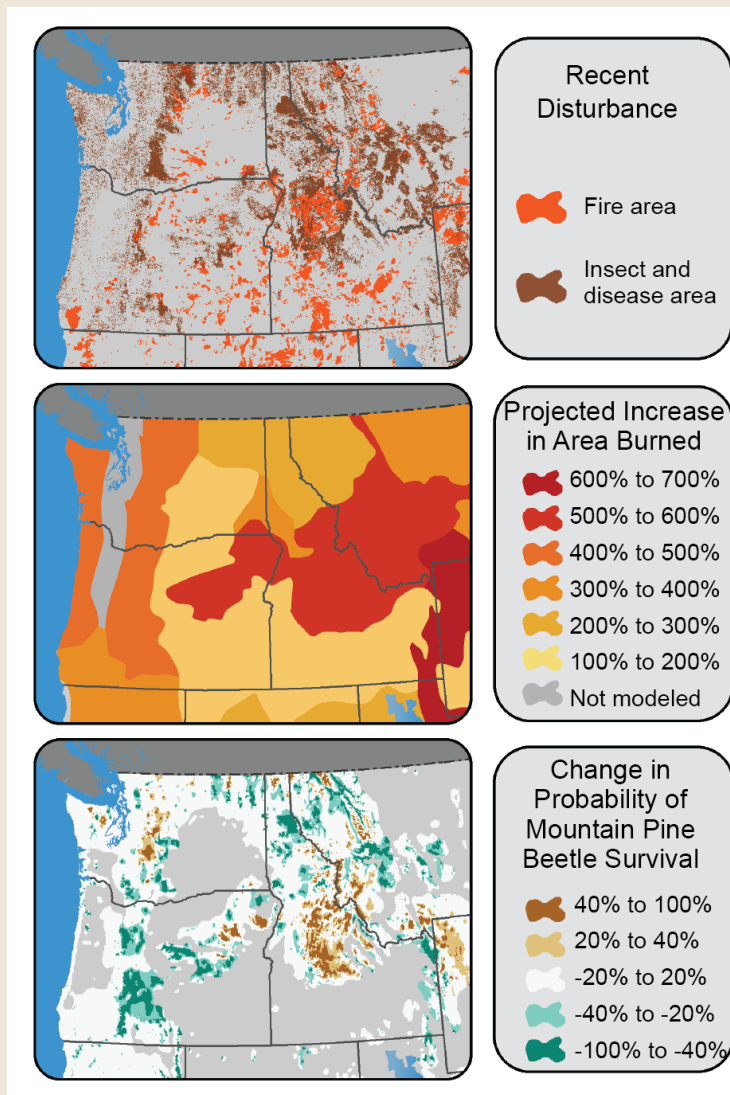 Recent
Disturbance
Fire area
Insect and
disease area
Projected Increase
in Area Burned
600% to 700%
500% to 600%
400% to 500%
300% to 400%
200% to 300%
100% to 200%
Not modeled
Change in
Probability of
Mountain Pine
Beetle Survival
40% to 100%
20% to 40%
-20% to 20%
-40% to -20%
-100% to -40%